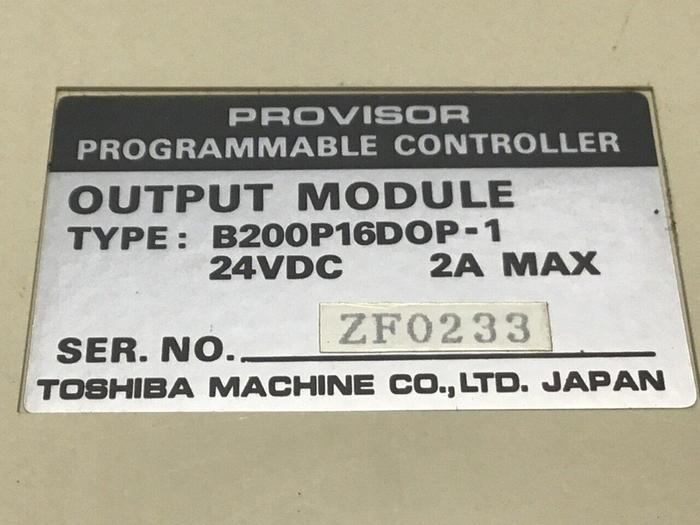 PROVISOR
PROGRAMMABLE CONTROLLER
OUTPUT MODULE
TYPE: B200P16DOP-1
24VDC 2A MAX
SER. NO. ZF0233
TOSHIBA MACHINE CO.,LTD. JAPAN